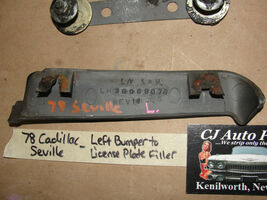 78 Seville L.
78 Cadillac Left Bumper to
Seville License Plate Filler
CJ Auto P
...We strip only the
Kenilworth, New